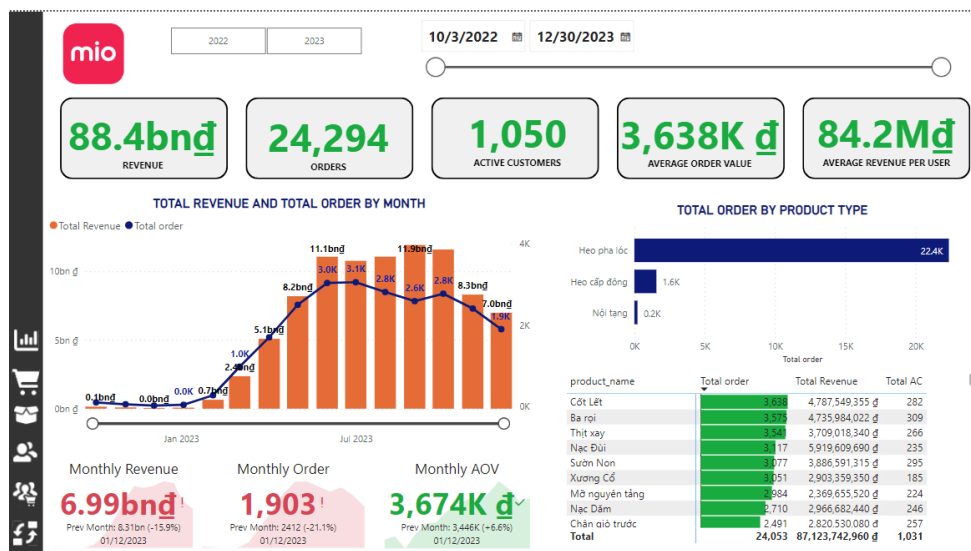 mio
2022
2023
10/3/2022
12/30/2023
88.4bnđ
REVENUE
24,294
ORDERS
1,050
ACTIVE CUSTOMERS
3,638K đ
AVERAGE ORDER VALUE
84.2Mđ
AVERAGE REVENUE PER USER
TOTAL REVENUE AND TOTAL ORDER BY MONTH
Total Revenue Total order
11.1bnđ
11.9bnđ
4K
3.0K 3.1K
2.8K
2.6K
2.8K
10bn đ
8.2bnđ
8.3bnđ
7.0bnđ
1.9K
5.1bnđ
2K
5bn đ
1.0K
2.4bnđ
0.1bnđ
0.0bnđ
0.0K
0.7bnđ
0bn đ
0K
Jan 2023
Jul 2023
Monthly Revenue
6.99bnđ !
Prev Month: 8.31bn (-15.9%)
01/12/2023
Monthly Order
1,903 !
Prev Month: 2412 (-21.1%)
01/12/2023
Monthly AOV
3,674K đ
Prev Month: 3,446K (+6.6%)
01/12/2023
TOTAL ORDER BY PRODUCT TYPE
Heo pha lóc
22.4K
Heo cấp đông
1.6K
Nội tạng
0.2K
0K
5K
10K
15K
20K
Total order
product_name Total order Total Revenue Total AC
Cốt Lết 3,638 4,787,549,355 đ 282
Ba rọi 3,575 4,735,984,022 đ 309
Thịt xay 3,541 3,709,018,340 đ 266
Nạc Đùi 3,117 5,919,609,690 đ 235
Sườn Non 3,077 3,886,591,315 đ 295
Xương Cổ 3,051 2,903,359,350 đ 185
Mỡ nguyên tảng 2,984 2,369,655,520 đ 224
Nạc Dăm 2,710 2,966,682,440 đ 246
Chân giò trước 2,491 2,820,530,080 đ 257
Total 24,053 87,123,742,960 đ 1,031